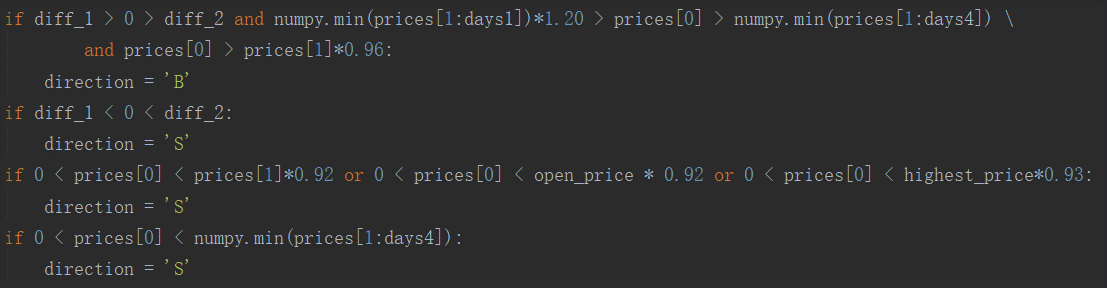 if diff_1 > 0 > diff_2 and numpy.min(prices[1:days1])*1.20 > prices[0] > numpy.min(prices[1:days4]) \
        and prices[0] > prices[1]*0.96:
    direction = 'B'
if diff_1 < 0 < diff_2:
    direction = 'S'
if 0 < prices[0] < prices[1]*0.92 or 0 < prices[0] < open_price * 0.92 or 0 < prices[0] < highest_price*0.93:
    direction = 'S'
if 0 < prices[0] < numpy.min(prices[1:days4]):
    direction = 'S'